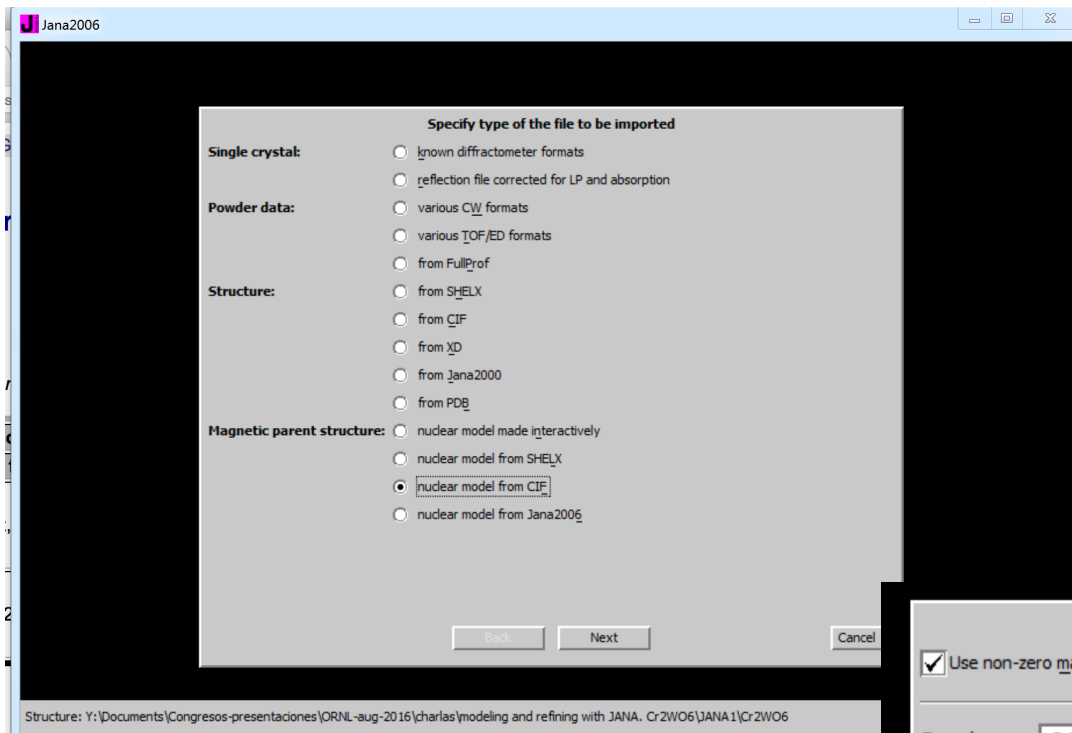 Jana2006
Specify type of the file to be imported
Single crystal: known diffractometer formats
reflection file corrected for LP and absorption
Powder data: various CW formats
various TOF/ED formats
from FullProf
Structure: from SHELX
from CIF
from XD
from Jana2000
from PDB
Magnetic parent structure: nuclear model made interactively
nuclear model from SHELX
nuclear model from CIF
nuclear model from Jana2006
Back Next Cancel
Use non-zero ma
Structure: Y:\Documents\Congresos-presentaciones\ORNL-aug-2016\charlas\modeling and refining with JANA. Cr2WO6\JANA1\Cr2WO6